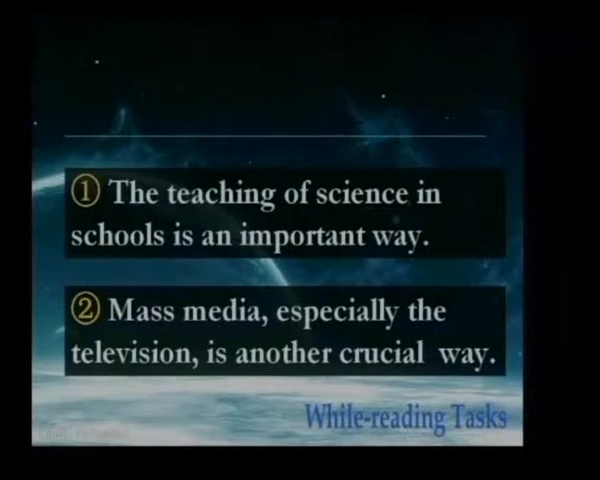 ① The teaching of science in
schools is an important way.
② Mass media, especially the
television, is another crucial way.
While-reading Tasks